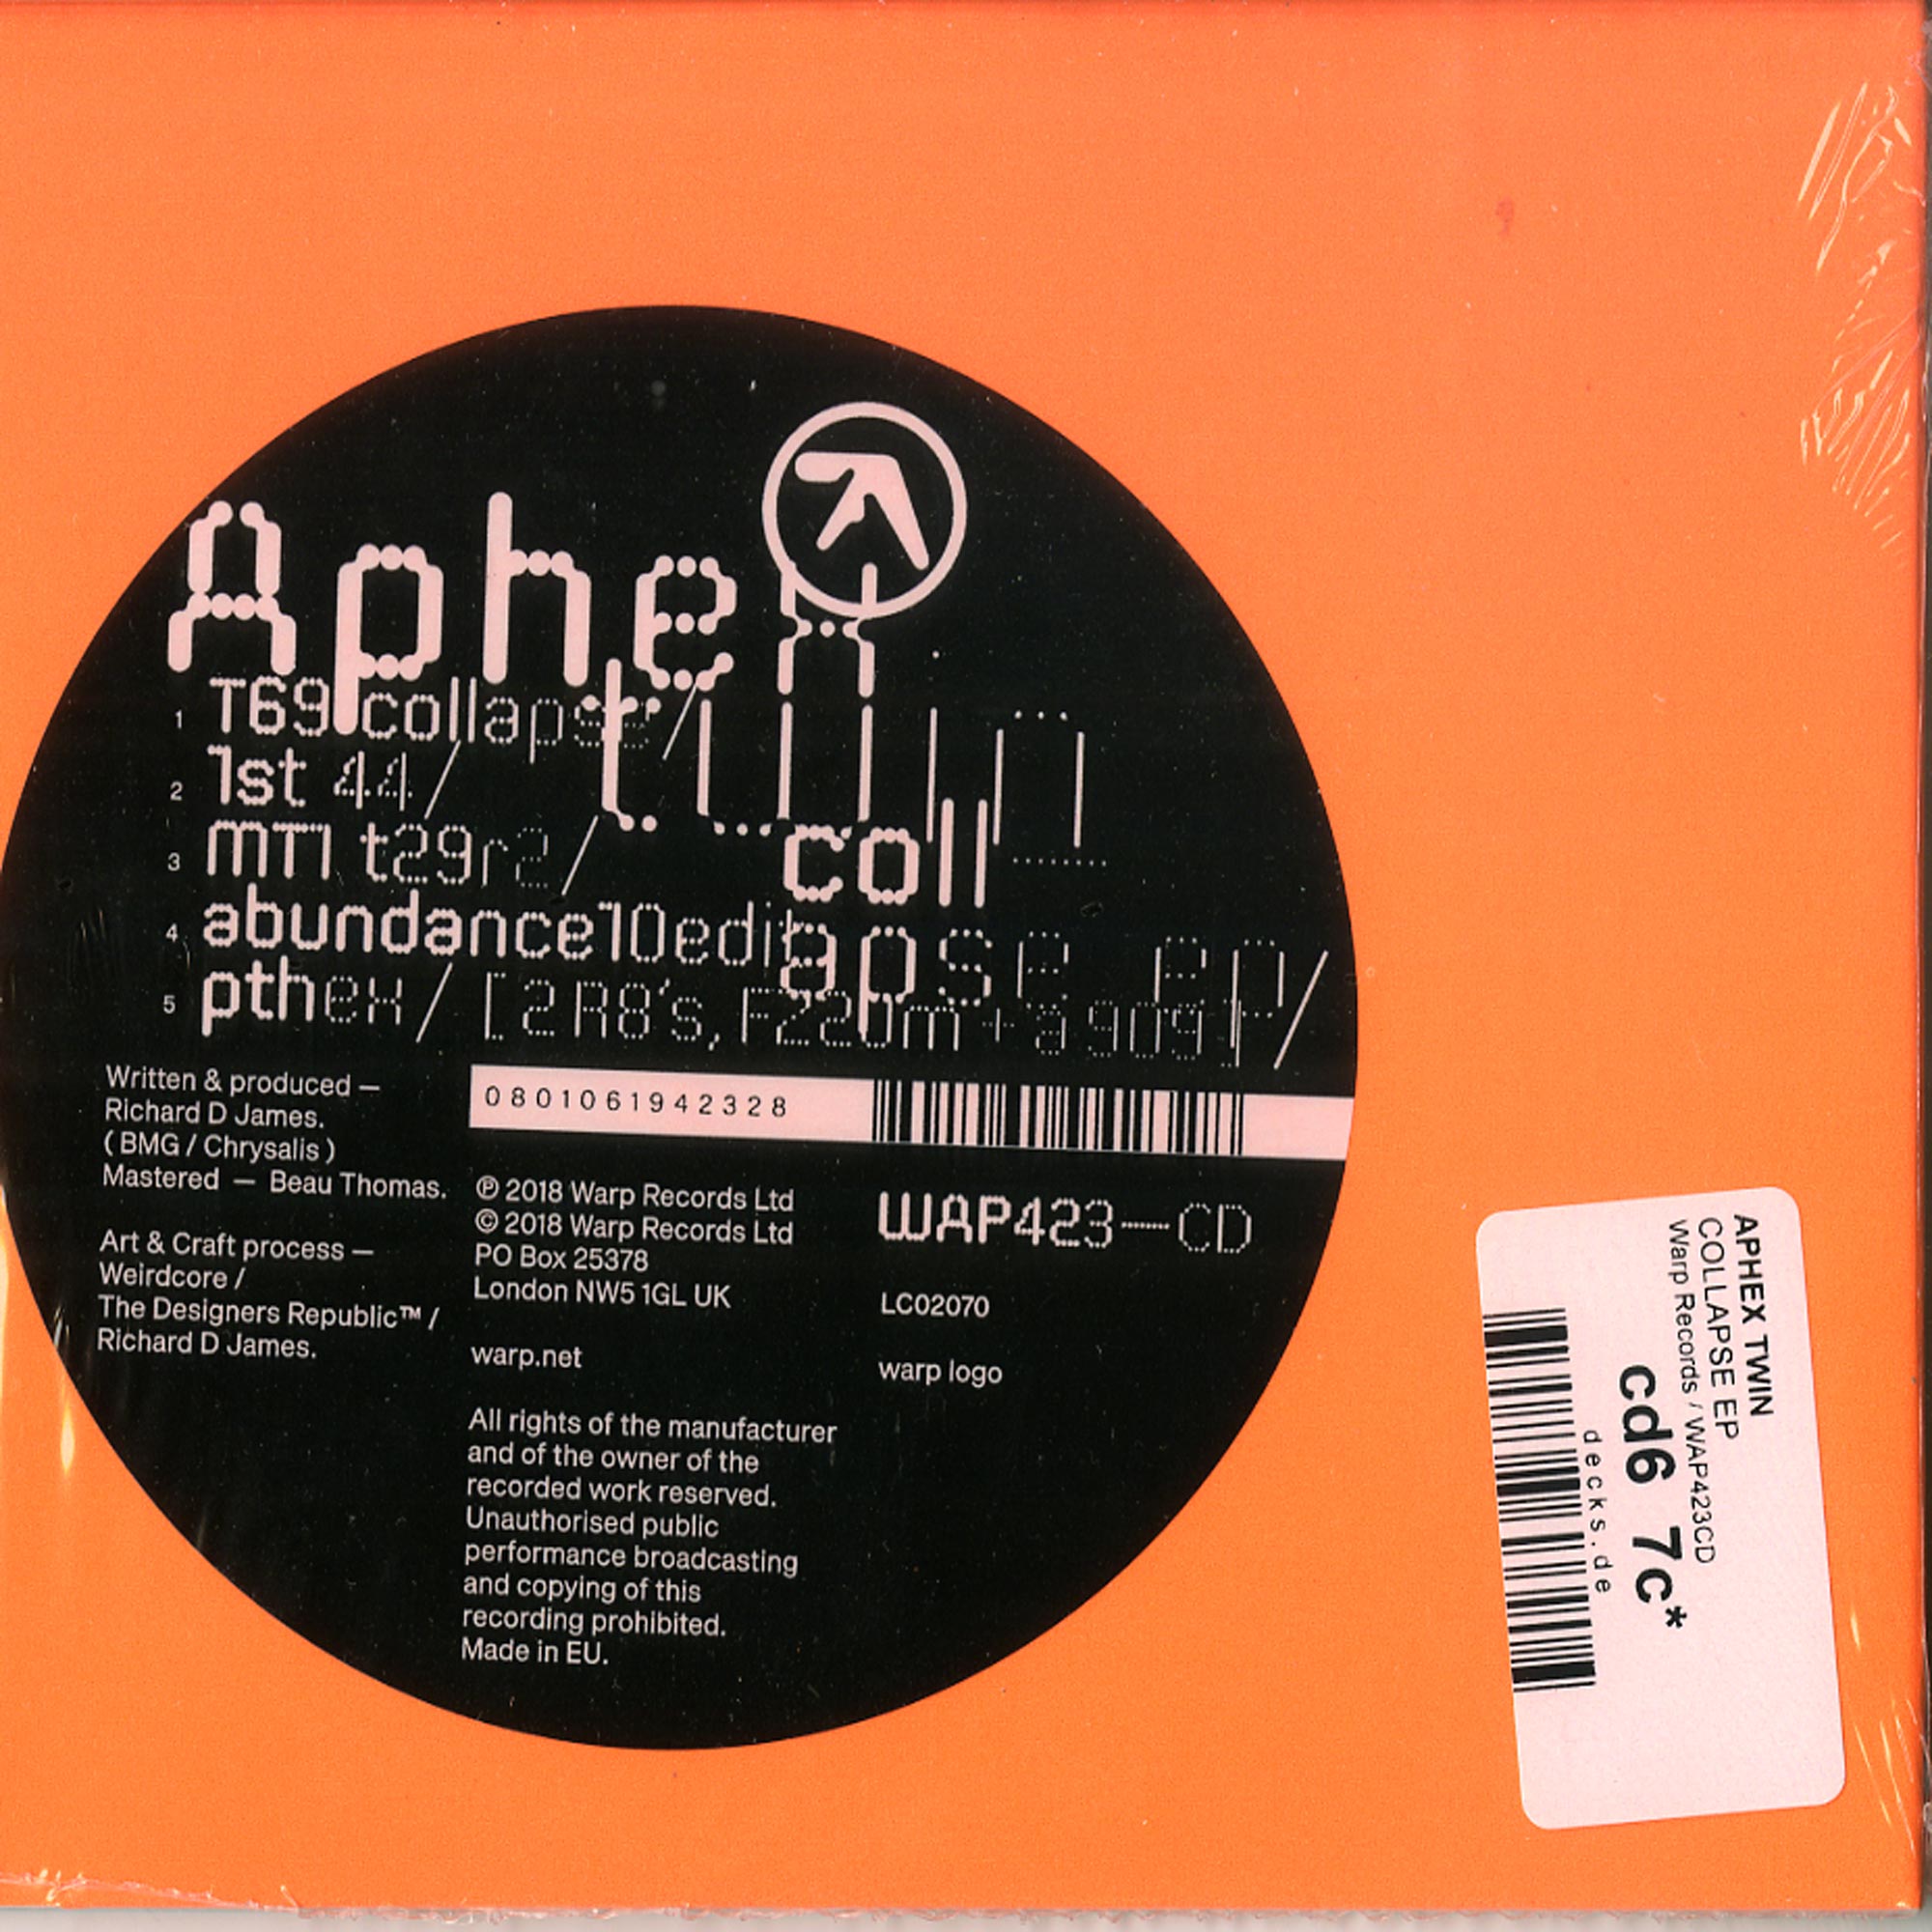 Aphex
twin
coll
apse ep/
1 T69 collapse/
2 1st 44/
3 MT1 t29r2/
4 abundance10edit
5 pthex/ [2 R8's, FZ20m + a 909]/
Written & produced —
Richard D James.
( BMG / Chrysalis )
Mastered — Beau Thomas.
Art & Craft process —
Weirdcore /
The Designers Republic™ /
Richard D James.
0801061942328
℗ 2018 Warp Records Ltd
© 2018 Warp Records Ltd
PO Box 25378
London NW5 1GL UK
warp.net
All rights of the manufacturer
and of the owner of the
recorded work reserved.
Unauthorised public
performance broadcasting
and copying of this
recording prohibited.
Made in EU.
WAP423—CD
LC02070
warp logo
APHEX TWIN
COLLAPSE EP
Warp Records / WAP423CD
cd6 7c*
decks.de